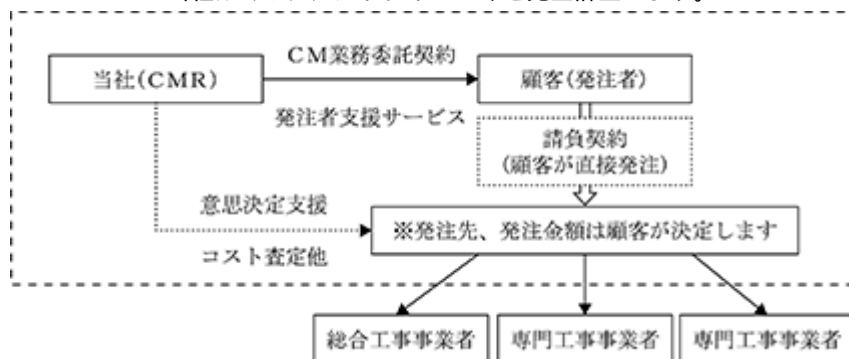 CM業務委託契約
当社(CMR)
顧客(発注者)
発注者支援サービス
請負契約
(顧客が直接発注)
意思決定支援
※発注先、発注金額は顧客が決定します
コスト査定他
総合工事事業者
専門工事事業者
専門工事事業者